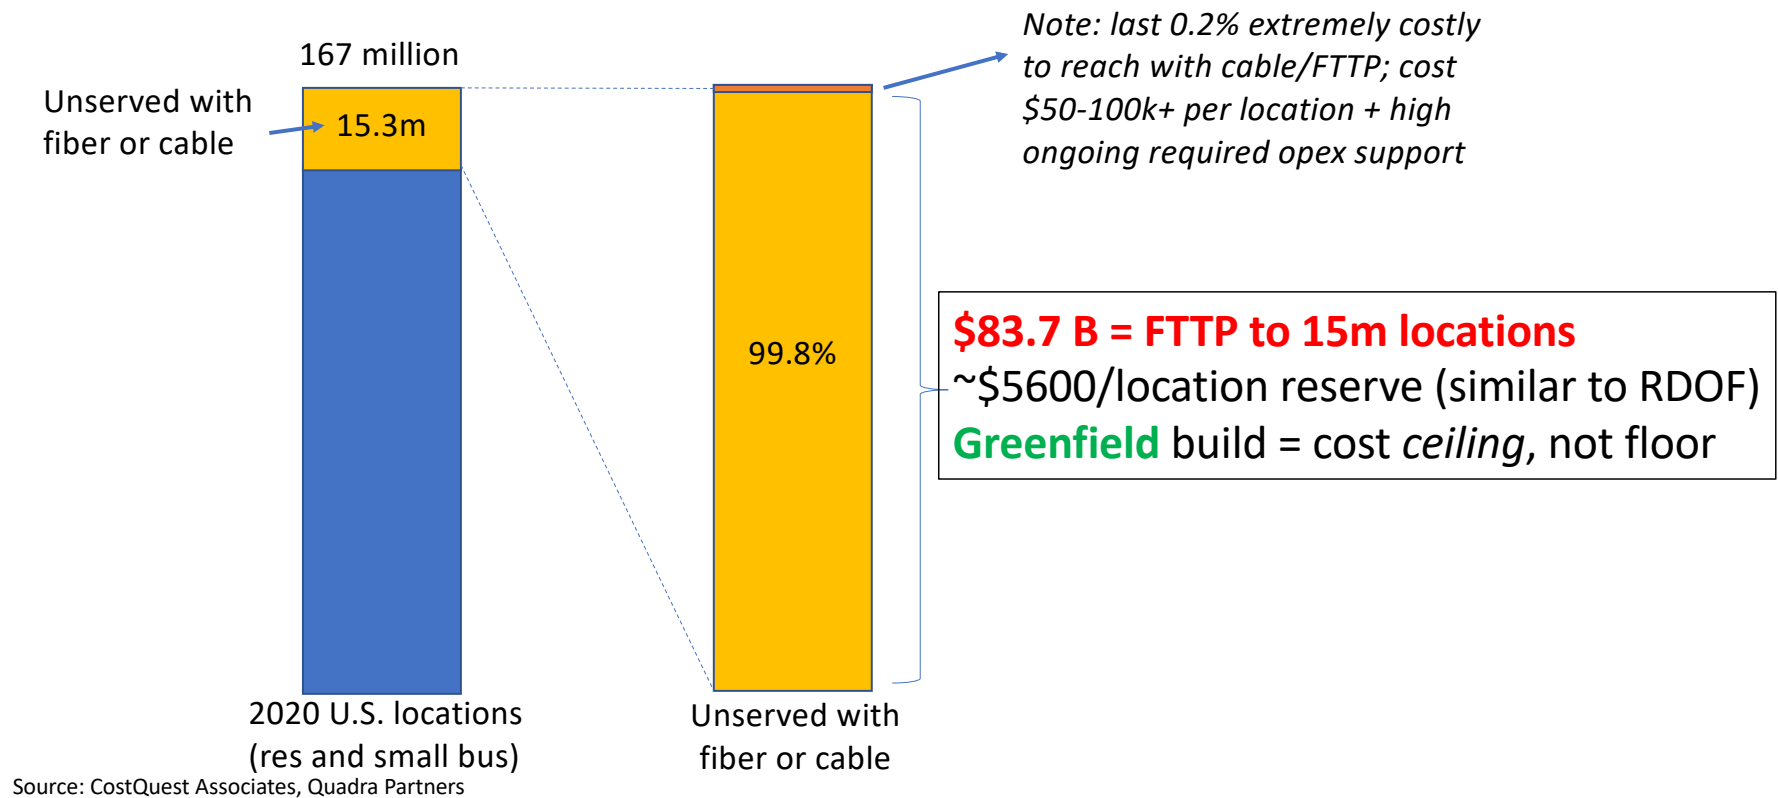 167 million
Unserved with
fiber or cable
15.3m
2020 U.S. locations
(res and small bus)
99.8%
Unserved with
fiber or cable
Note: last 0.2% extremely costly
to reach with cable/FTTP; cost
$50-100k+ per location + high
ongoing required opex support
$83.7 B = FTTP to 15m locations
~$5600/location reserve (similar to RDOF)
Greenfield build = cost ceiling, not floor
Source: CostQuest Associates, Quadra Partners